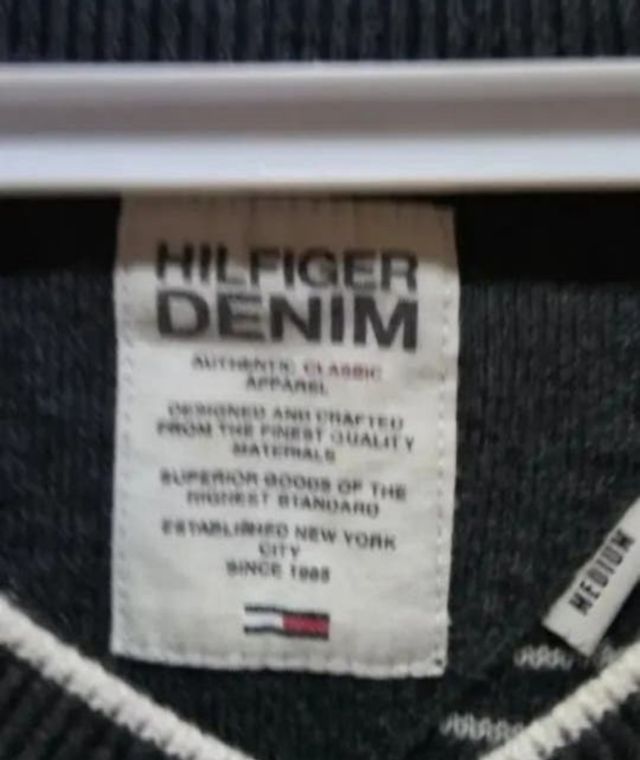 HILFIGER
DENIM
AUTHENTIC CLASSIC
APPAREL
DESIGNED AND CRAFTED
FROM THE FINEST QUALITY
MATERIALS
SUPERIOR GOODS OF THE
HIGHEST STANDARD
ESTABLISHED NEW YORK
CITY
SINCE 1985
MEDIUM